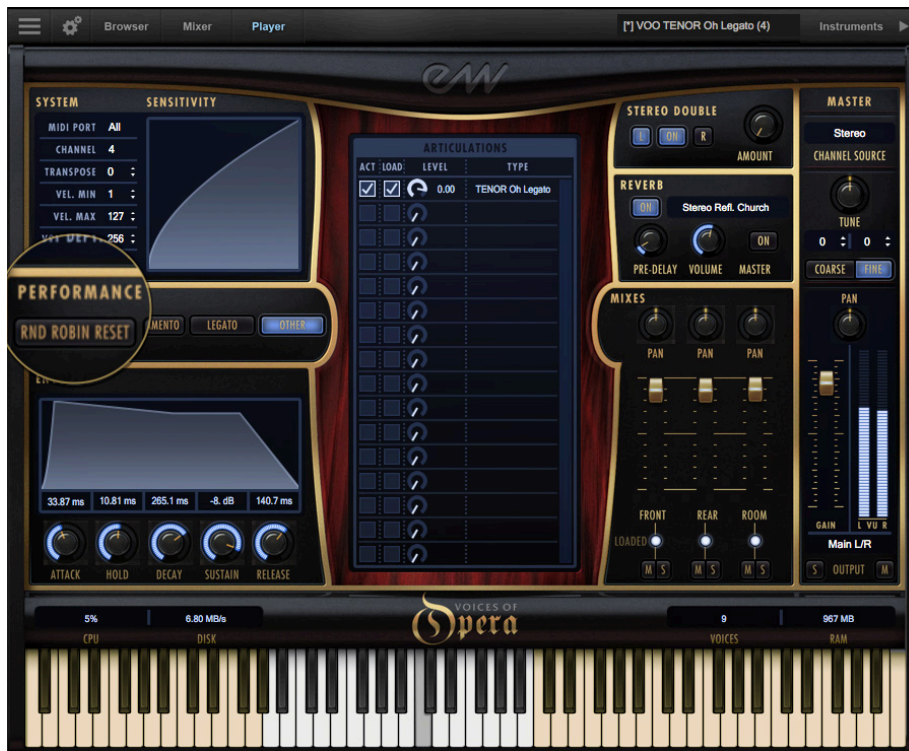 Browser Mixer Player [*] VOO TENOR Oh Legato (4) Instruments
EW
SYSTEM SENSITIVITY
MIDI PORT All
CHANNEL 4
TRANSPOSE 0
VEL. MIN 1
VEL. MAX 127
256
PERFORMANCE
RND ROBIN RESET LEGATO OTHER
33.87 ms 10.81 ms 265.1 ms -8. dB 140.7 ms
ATTACK HOLD DECAY SUSTAIN RELEASE
ARTICULATIONS
ACT LOAD LEVEL TYPE
0.00 TENOR Oh Legato
STEREO DOUBLE
L ON R
AMOUNT
REVERB
ON Stereo Refl. Church
ON
PRE-DELAY VOLUME MASTER
MIXES
PAN PAN PAN
FRONT REAR ROOM
LOADED
M S M S M S
MASTER
Stereo
CHANNEL SOURCE
TUNE
0 0
COARSE FINE
PAN
GAIN L VU R
Main L/R
S OUTPUT M
5% 6.80 MB/s
CPU DISK
VOICES OF
Opera
9 967 MB
VOICES RAM